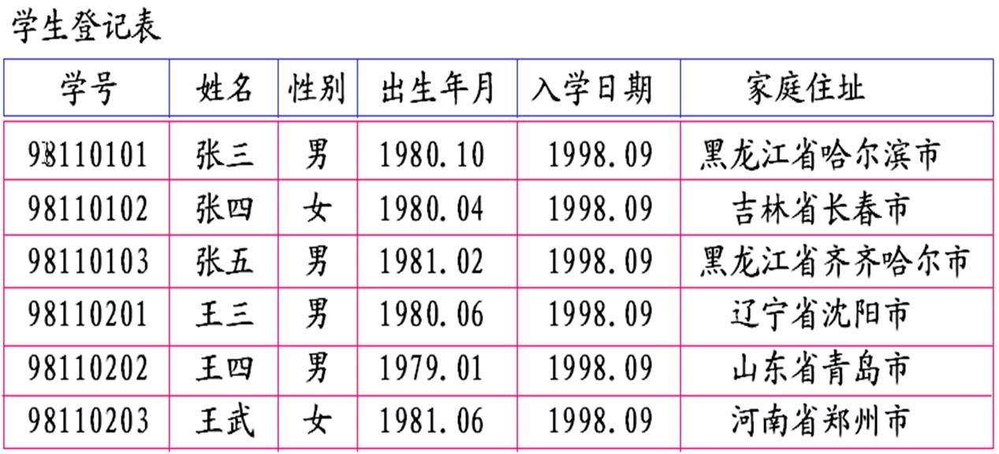 学生登记表
学号 姓名 性别 出生年月 入学日期 家庭住址
98110101 张三 男 1980.10 1998.09 黑龙江省哈尔滨市
98110102 张四 女 1980.04 1998.09 吉林省长春市
98110103 张五 男 1981.02 1998.09 黑龙江省齐齐哈尔市
98110201 王三 男 1980.06 1998.09 辽宁省沈阳市
98110202 王四 男 1979.01 1998.09 山东省青岛市
98110203 王武 女 1981.06 1998.09 河南省郑州市